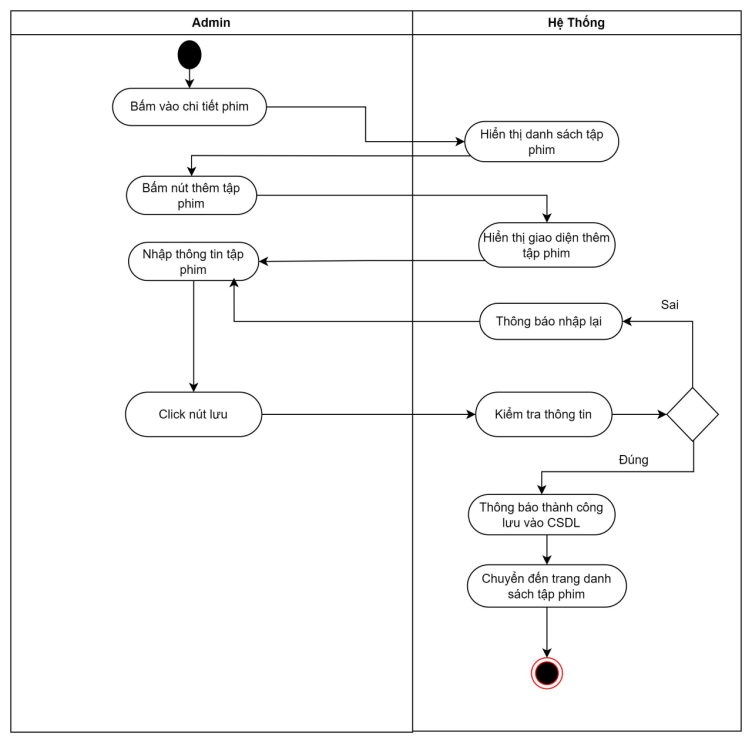 Admin
Hệ Thống
Bấm vào chi tiết phim
Hiển thị danh sách tập
phim
Bấm nút thêm tập
phim
Hiển thị giao diện thêm
tập phim
Nhập thông tin tập
phim
Sai
Thông báo nhập lại
Click nút lưu
Kiểm tra thông tin
Đúng
Thông báo thành công
lưu vào CSDL
Chuyển đến trang danh
sách tập phim